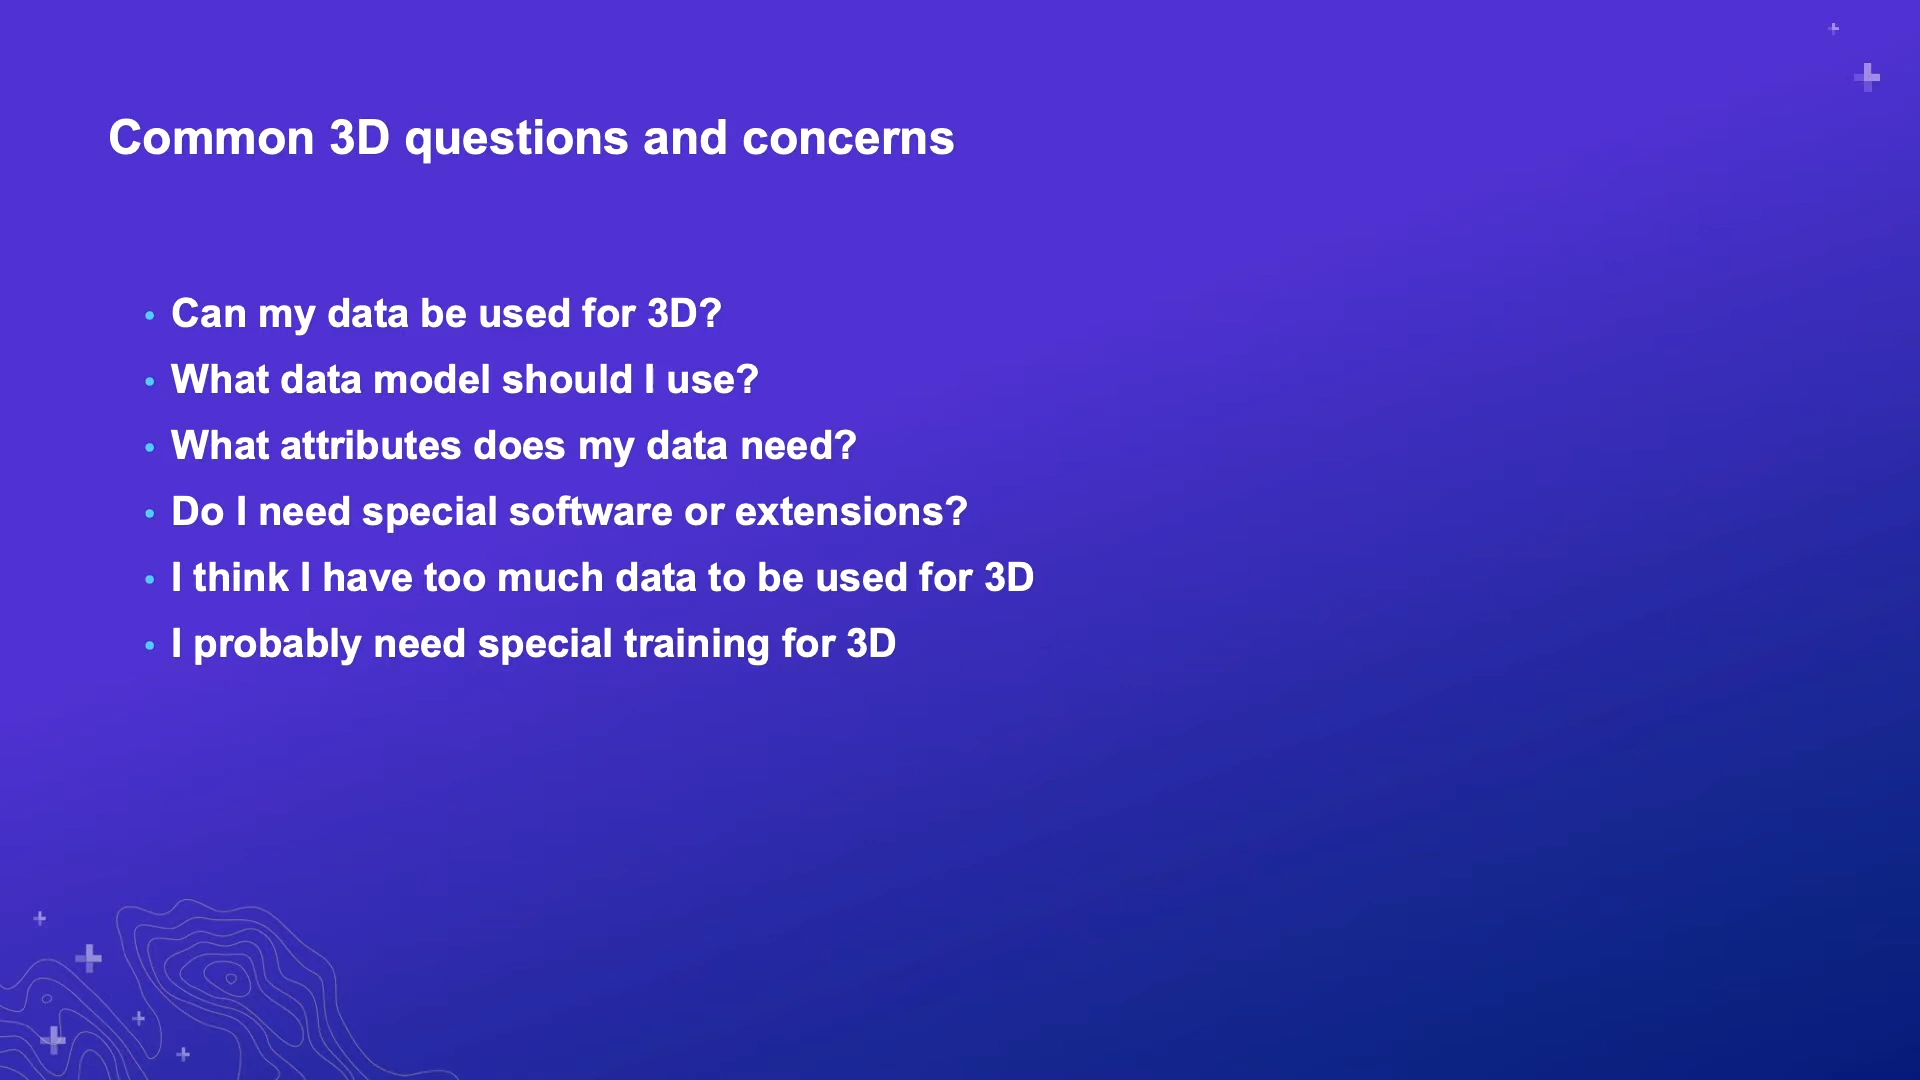 Common 3D questions and concerns
• Can my data be used for 3D?
• What data model should I use?
• What attributes does my data need?
• Do I need special software or extensions?
• I think I have too much data to be used for 3D
• I probably need special training for 3D